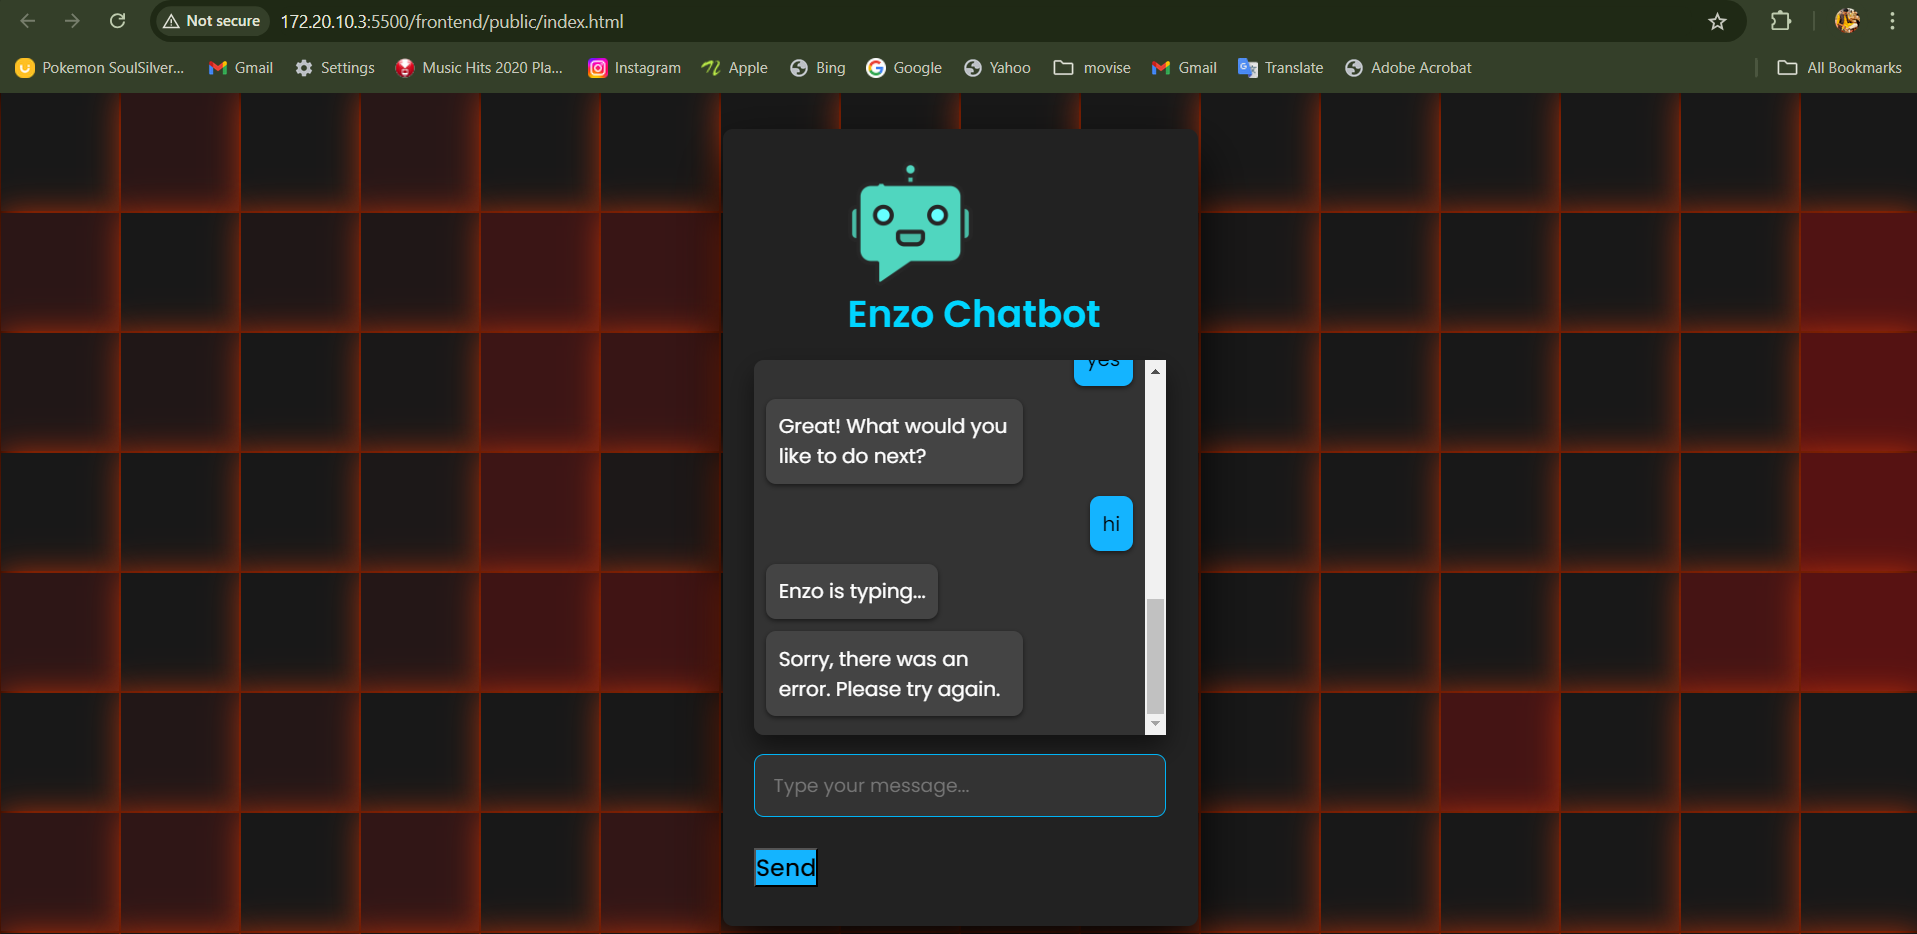 Not secure 172.20.10.3:5500/frontend/public/index.html
Pokemon SoulSilver... Gmail Settings Music Hits 2020 Pla... Instagram Apple Bing Google Yahoo movise Gmail Translate Adobe Acrobat All Bookmarks
Enzo Chatbot
yes
Great! What would you
like to do next?
hi
Enzo is typing...
Sorry, there was an
error. Please try again.
Type your message...
Send